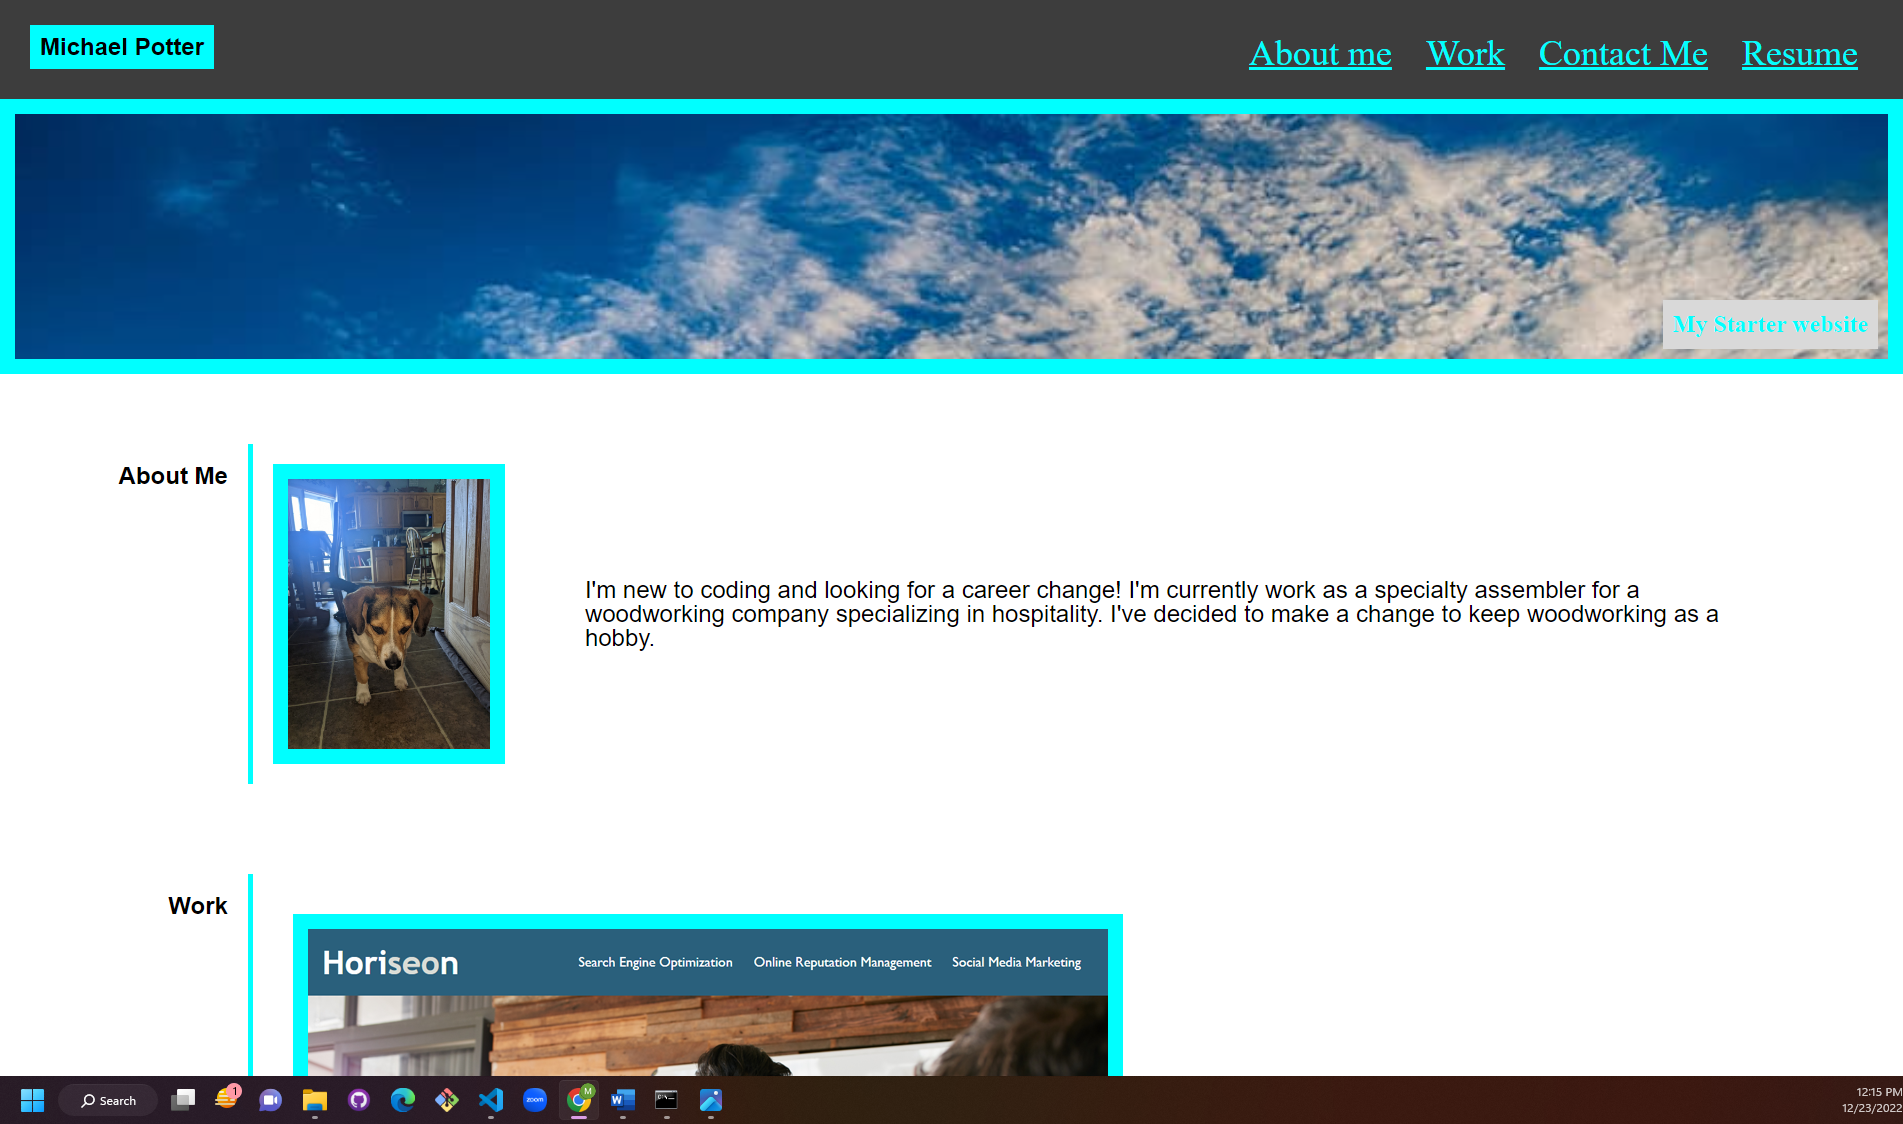 Michael Potter
About me Work Contact Me Resume
My Starter website
About Me
I'm new to coding and looking for a career change! I'm currently work as a specialty assembler for a
woodworking company specializing in hospitality. I've decided to make a change to keep woodworking as a
hobby.
Work
Horiseon
Search Engine Optimization Online Reputation Management Social Media Marketing
Search
1
zoom
M
W
12:15 PM
12/23/2022